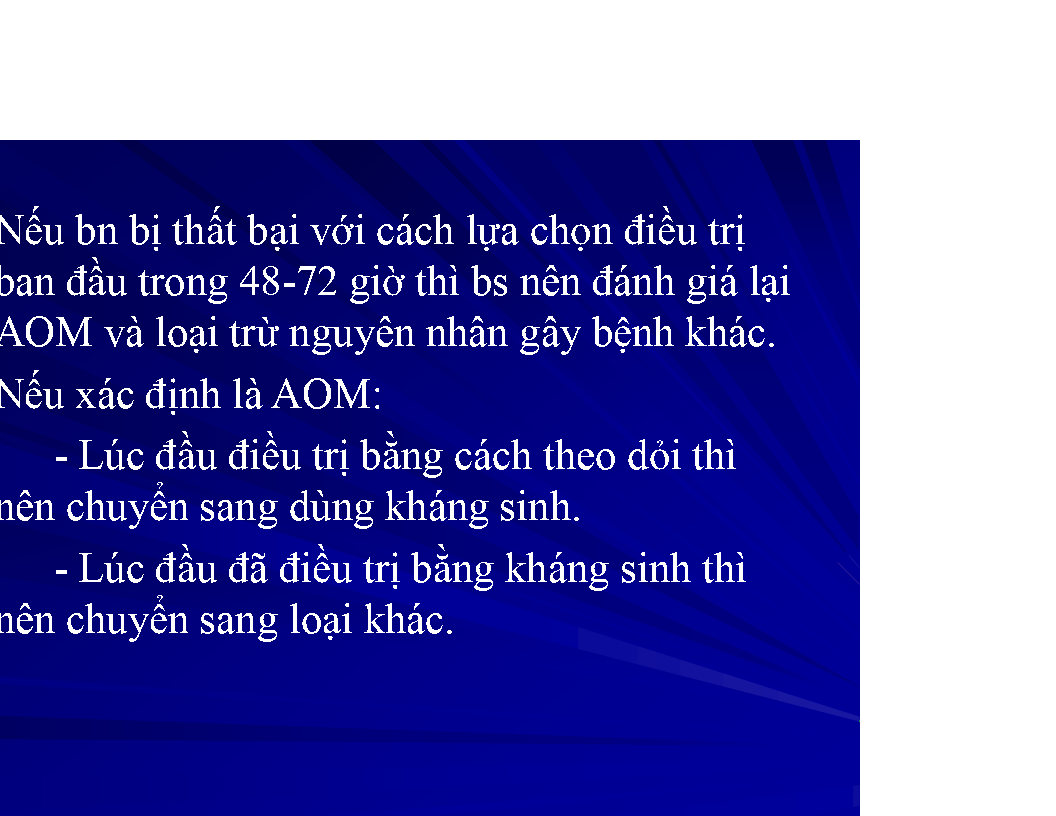 Nếu bn bị thất bại với cách lựa chọn điều trị
ban đầu trong 48-72 giờ thì bs nên đánh giá lại
AOM và loại trừ nguyên nhân gây bệnh khác.
Nếu xác định là AOM:
- Lúc đầu điều trị bằng cách theo dỏi thì
nên chuyển sang dùng kháng sinh.
- Lúc đầu đã điều trị bằng kháng sinh thì
nên chuyển sang loại khác.